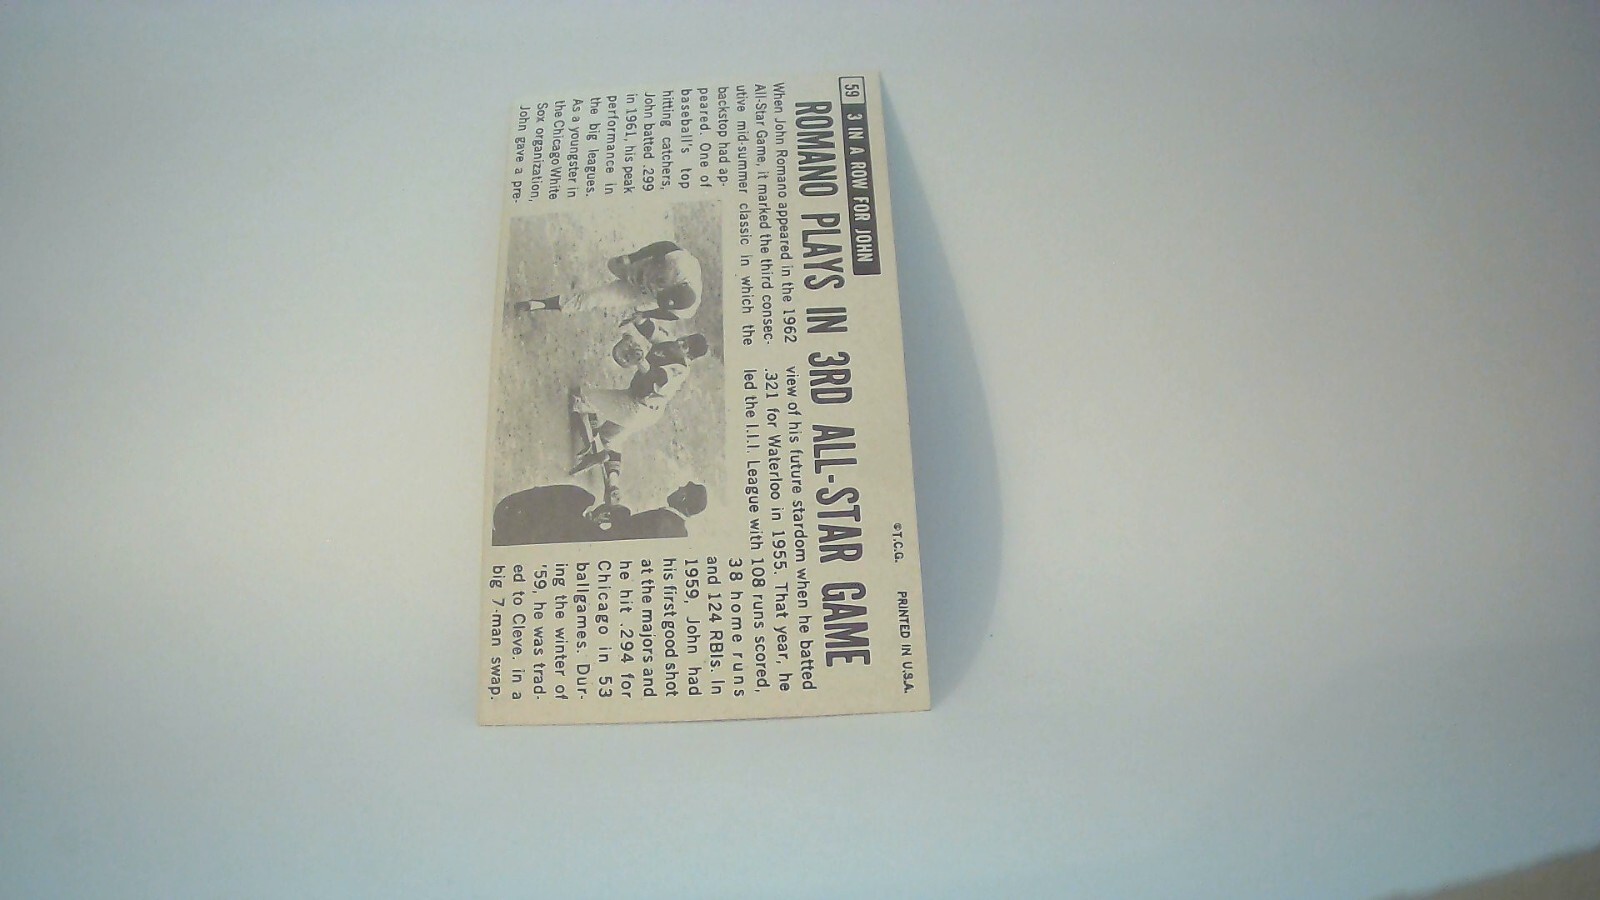 59 3 IN A ROW FOR JOHN
©T.C.G. PRINTED IN U.S.A.
ROMANO PLAYS IN 3RD ALL-STAR GAME
When John Romano appeared in the 1962
All-Star Game, it marked the third consec-
utive mid-summer classic in which the
backstop had ap-
peared. One of
baseball's top
hitting catchers,
John batted .299
in 1961, his peak
performance in
the big leagues.
As a youngster in
the Chicago White
Sox organization,
John gave a pre-
view of his future stardom when he batted
.321 for Waterloo in 1955. That year, he
led the I.I.I. League with 108 runs scored,
38 home runs
and 124 RBIs. In
1959, John had
his first good shot
at the majors and
he hit .294 for
Chicago in 53
ballgames. Dur-
ing the winter of
'59, he was trad-
ed to Cleve. in a
big 7-man swap.